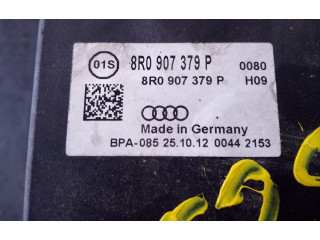 01S 8R0 907 379 P 0080
8R0 907 379 P H09
Made in Germany
BPA-085 25.10.12 0044 2153